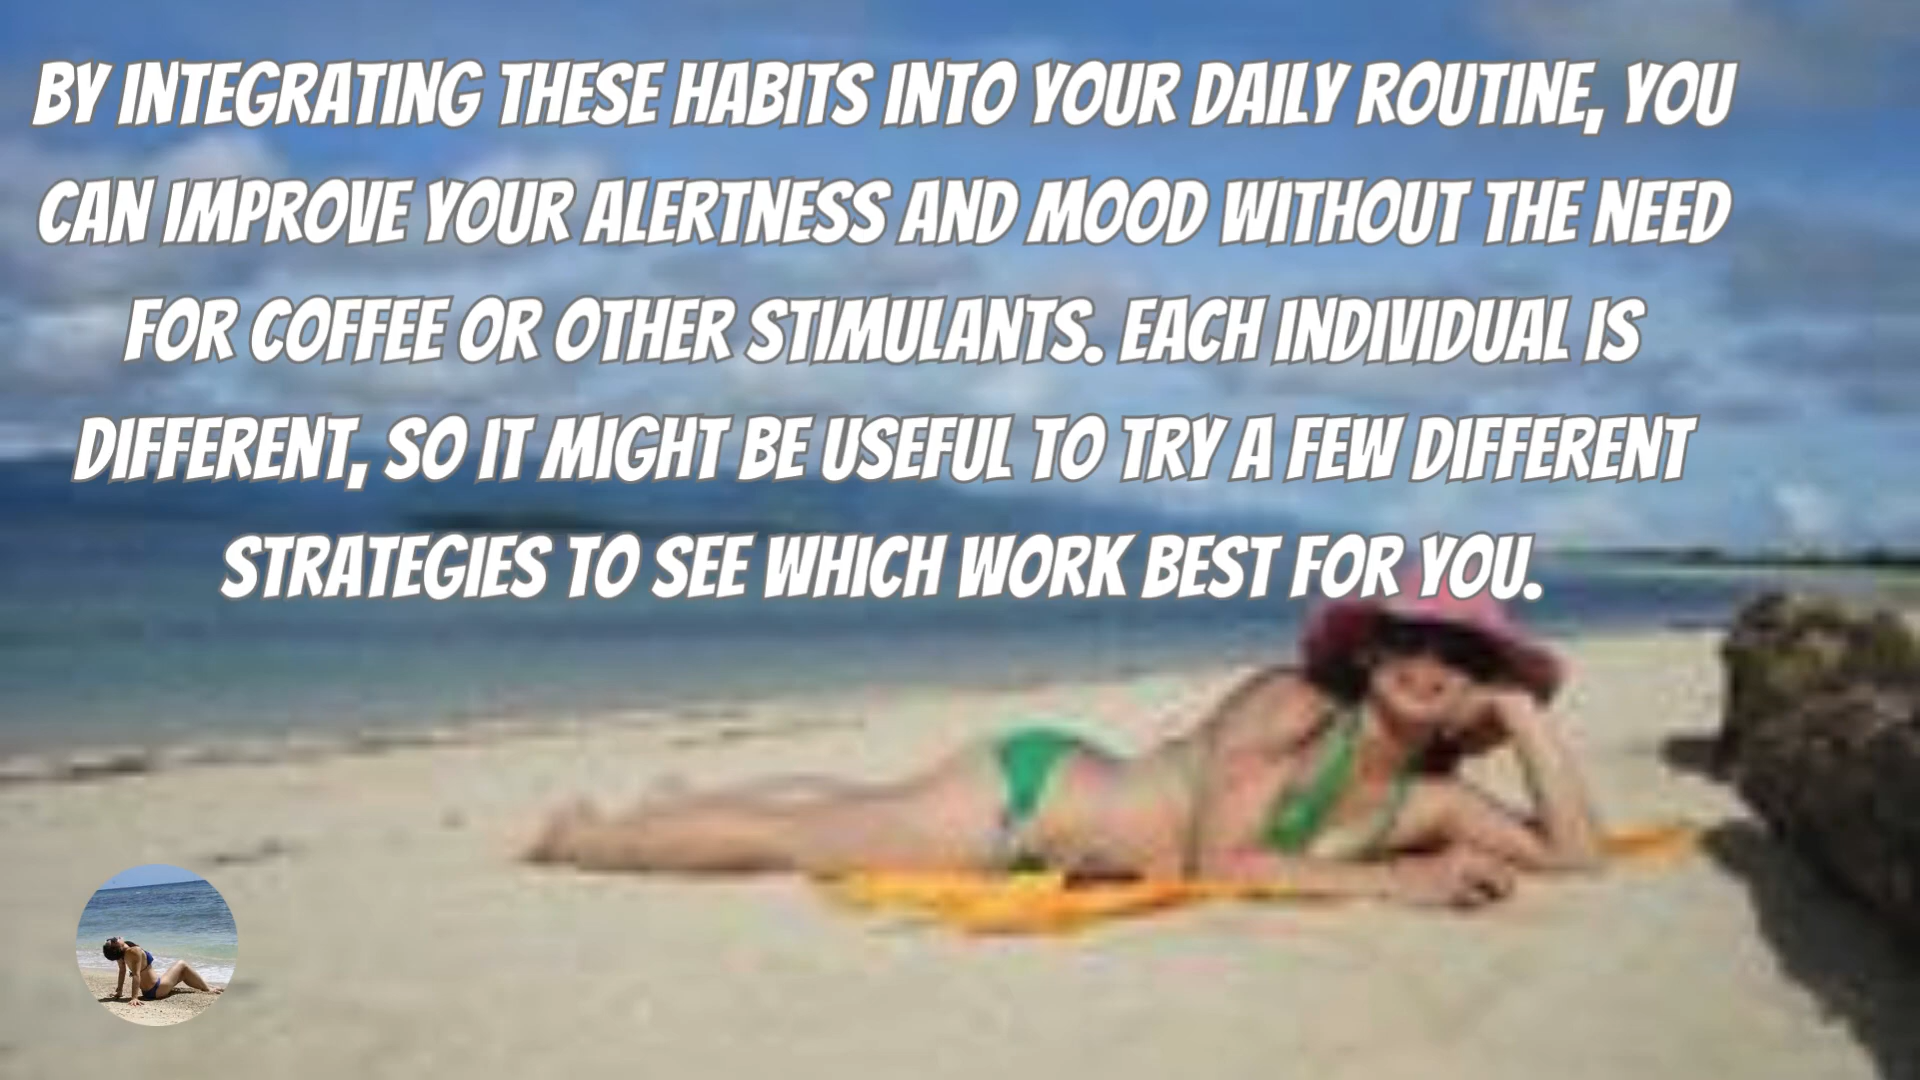 BY INTEGRATING THESE HABITS INTO YOUR DAILY ROUTINE, YOU
CAN IMPROVE YOUR ALERTNESS AND MOOD WITHOUT THE NEED
FOR COFFEE OR OTHER STIMULANTS. EACH INDIVIDUAL IS
DIFFERENT, SO IT MIGHT BE USEFUL TO TRY A FEW DIFFERENT
STRATEGIES TO SEE WHICH WORK BEST FOR YOU.